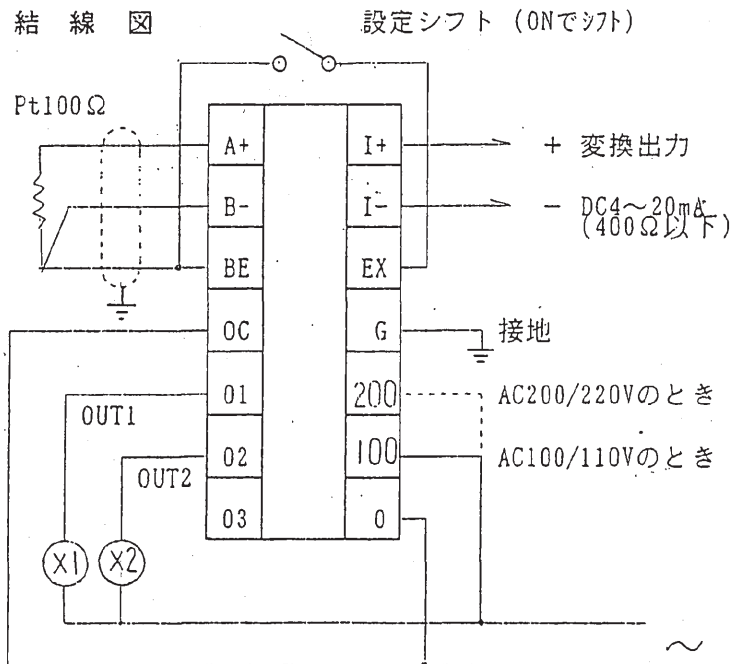 結線図
設定シフト (ONでシフト)
Pt100Ω
A+
I+
+ 変換出力
B-
I-
- DC4～20mA
(400Ω以下)
BE
EX
OC
G
接地
01
200
AC200/220Vのとき
OUT1
02
100
AC100/110Vのとき
OUT2
03
0
X1
X2
～